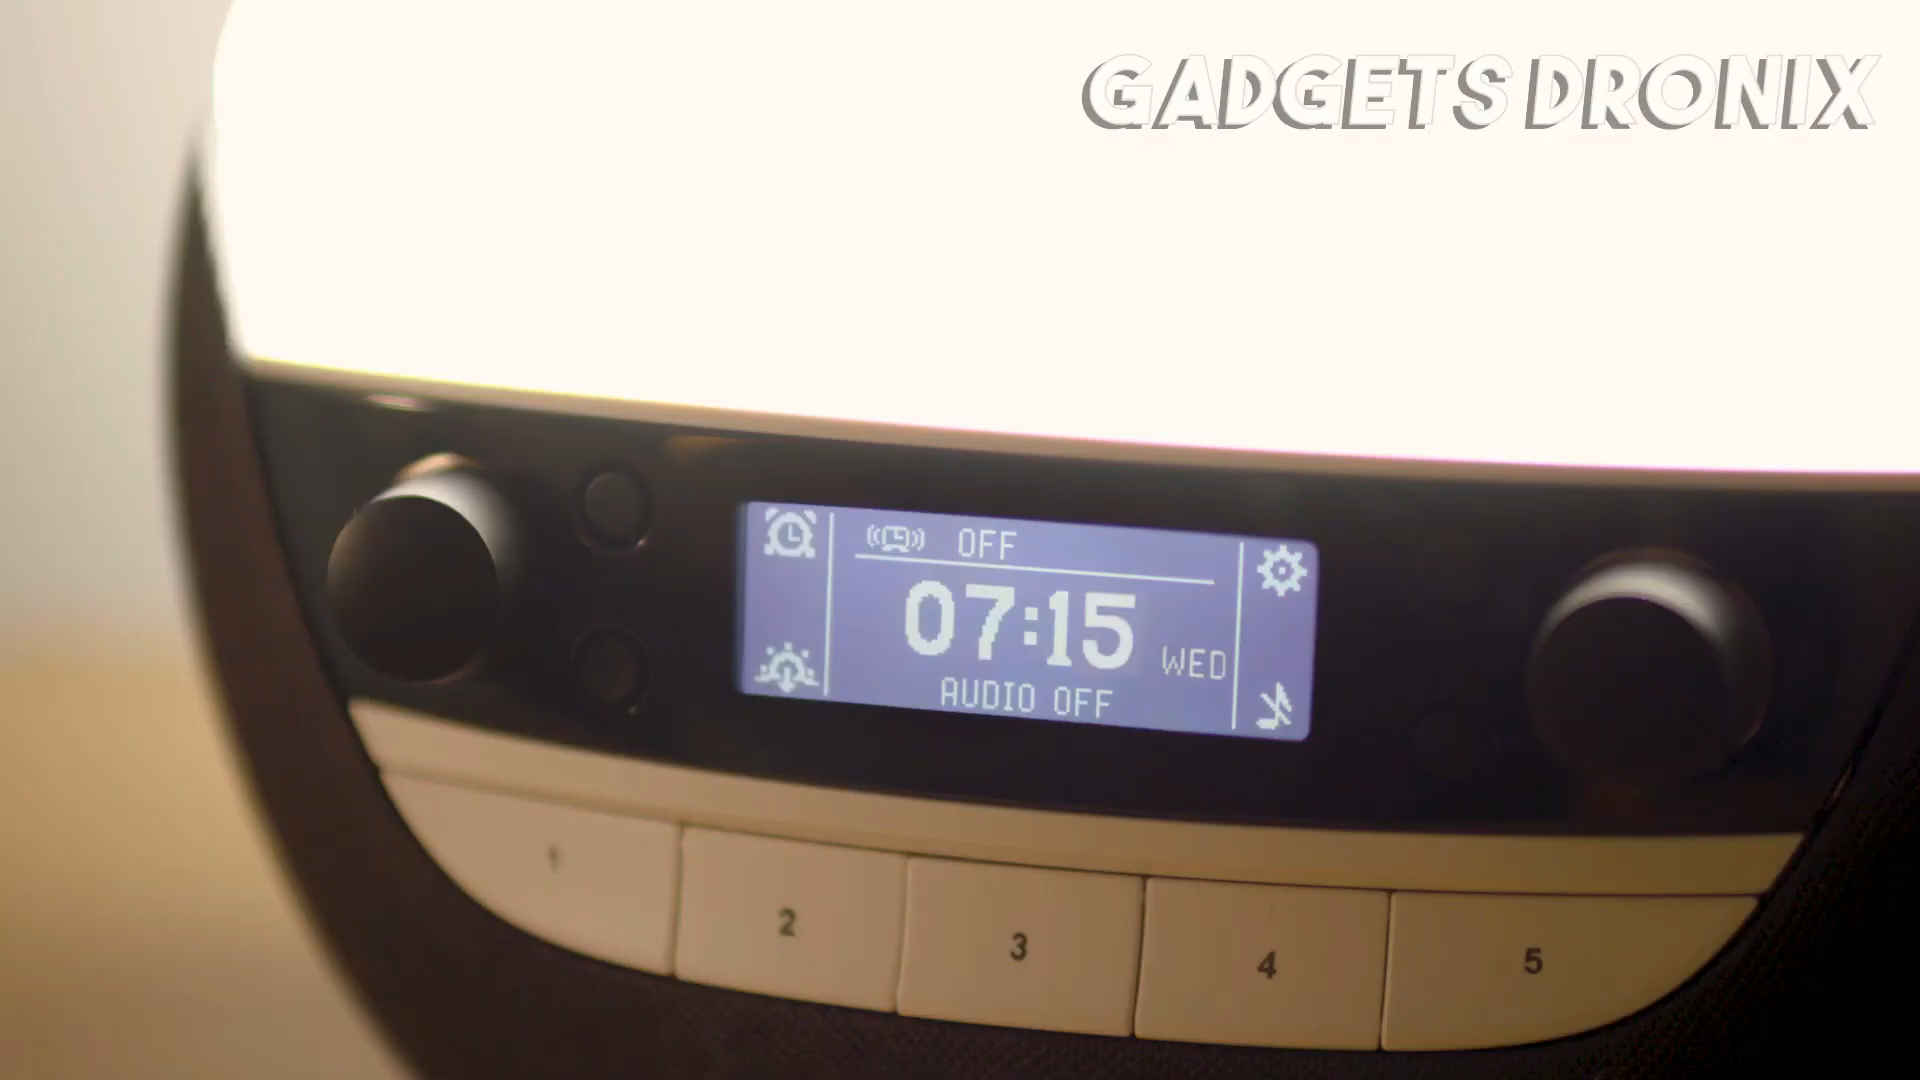 GADGETS DRONIX
OFF
07:15 WED
AUDIO OFF
1 2 3 4 5